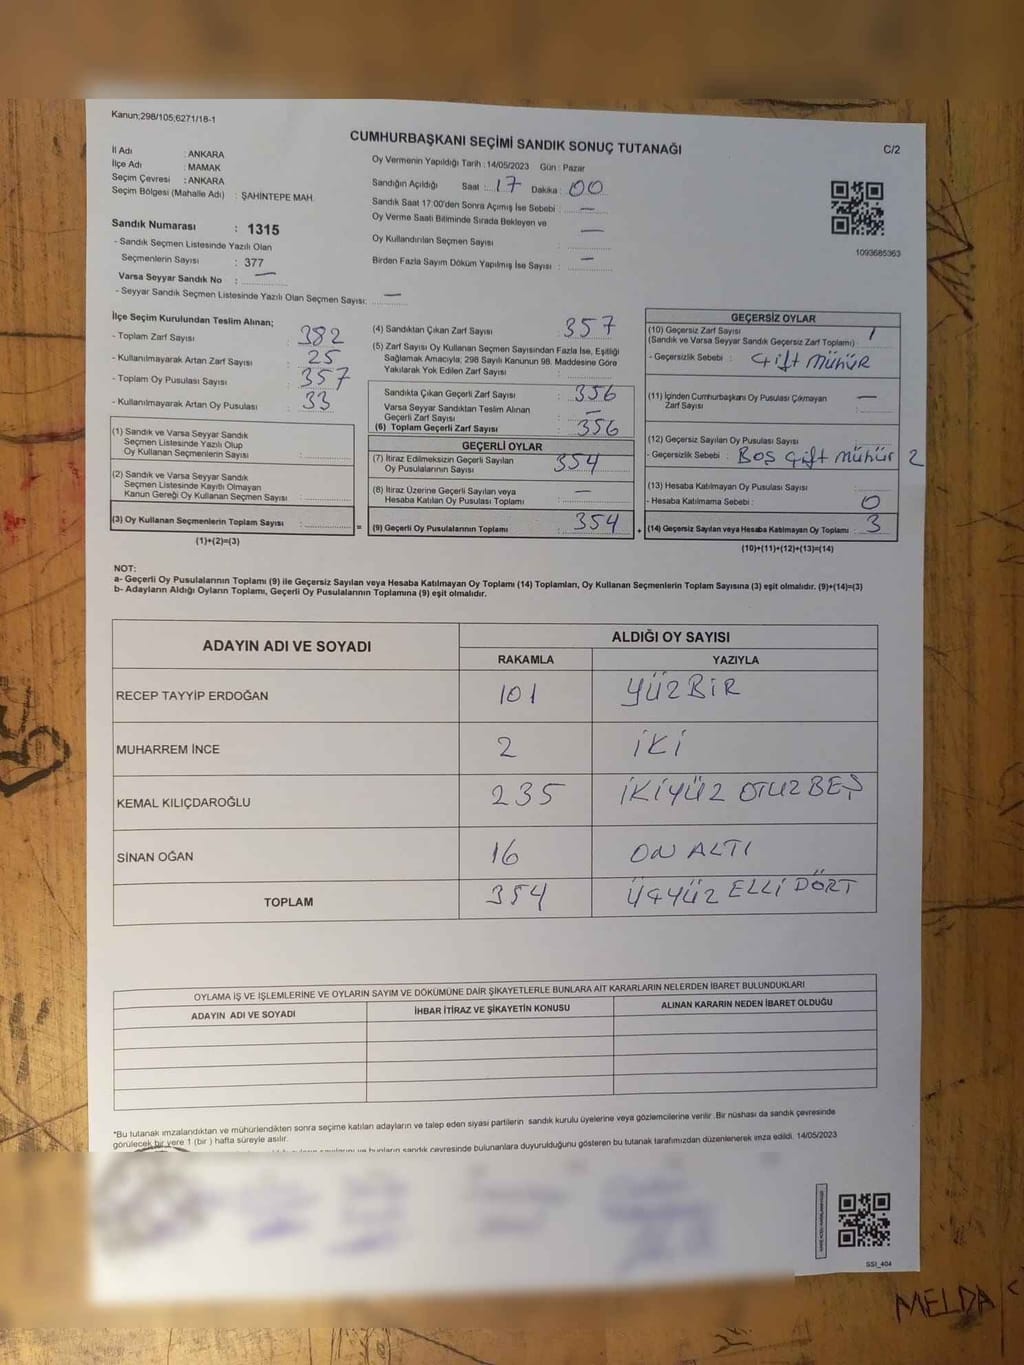 Kanun;298/105;6271/18-1
CUMHURBAŞKANI SEÇİMİ SANDIK SONUÇ TUTANAĞI
C/2
İl Adı : ANKARA
İlçe Adı : MAMAK
Seçim Çevresi : ANKARA
Seçim Bölgesi (Mahalle Adı) : ŞAHİNTEPE MAH.
Sandık Numarası : 1315
- Sandık Seçmen Listesinde Yazılı Olan
Seçmenlerin Sayısı : 377
Varsa Seyyar Sandık No : —
- Seyyar Sandık Seçmen Listesinde Yazılı Olan Seçmen Sayısı: —
Oy Vermenin Yapıldığı Tarih : 14/05/2023 Gün : Pazar
Sandığın Açıldığı Saat : 17 Dakika : 00
Sandık Saat 17:00'den Sonra Açımış İse Sebebi : —
Oy Verme Saati Bitiminde Sırada Bekleyen ve —
Oy Kullandırılan Seçmen Sayısı :
Birden Fazla Sayım Döküm Yapılmış İse Sayısı : —
1093685363
İlçe Seçim Kurulundan Teslim Alınan;
- Toplam Zarf Sayısı : 382
- Kullanılmayarak Artan Zarf Sayısı : 25
- Toplam Oy Pusulası Sayısı : 357
- Kullanılmayarak Artan Oy Pusulası : 33
(1) Sandık ve Varsa Seyyar Sandık
Seçmen Listesinde Yazılı Olup
Oy Kullanan Seçmenlerin Sayısı :
(2) Sandık ve Varsa Seyyar Sandık
Seçmen Listesinde Kayıtlı Olmayan
Kanun Gereği Oy Kullanan Seçmen Sayısı :
(3) Oy Kullanan Seçmenlerin Toplam Sayısı : =
(1)+(2)=(3)
(4) Sandıktan Çıkan Zarf Sayısı : 357
(5) Zarf Sayısı Oy Kullanan Seçmen Sayısından Fazla İse, Eşitliği
Sağlamak Amacıyla; 298 Sayılı Kanunun 98. Maddesine Göre
Yakılarak Yok Edilen Zarf Sayısı :
Sandıkta Çıkan Geçerli Zarf Sayısı : 356
Varsa Seyyar Sandıktan Teslim Alınan
Geçerli Zarf Sayısı : —
(6) Toplam Geçerli Zarf Sayısı : 356
GEÇERLİ OYLAR
(7) İtiraz Edilmeksizin Geçerli Sayılan
Oy Pusulalarının Sayısı : 354
(8) İtiraz Üzerine Geçerli Sayılan veya
Hesaba Katılan Oy Pusulası Toplamı : —
(9) Geçerli Oy Pusulalarının Toplamı : 354 +
GEÇERSİZ OYLAR
(10) Geçersiz Zarf Sayısı 1
(Sandık ve Varsa Seyyar Sandık Geçersiz Zarf Toplamı) :
- Geçersizlik Sebebi : Çift MÜHÜR
(11) İçinden Cumhurbaşkanı Oy Pusulası Çıkmayan
Zarf Sayısı : —
(12) Geçersiz Sayılan Oy Pusulası Sayısı :
- Geçersizlik Sebebi : Boş Çift MÜHÜR 2
(13) Hesaba Katılmayan Oy Pusulası Sayısı :
- Hesaba Katılmama Sebebi : 0
(14) Geçersiz Sayılan veya Hesaba Katılmayan Oy Toplamı : 3
(10)+(11)+(12)+(13)=(14)
NOT:
a- Geçerli Oy Pusulalarının Toplamı (9) ile Geçersiz Sayılan veya Hesaba Katılmayan Oy Toplamı (14) Toplamları, Oy Kullanan Seçmenlerin Toplam Sayısına (3) eşit olmalıdır. (9)+(14)=(3)
b- Adayların Aldığı Oyların Toplamı, Geçerli Oy Pusulalarının Toplamına (9) eşit olmalıdır.
ADAYIN ADI VE SOYADI
ALDIĞI OY SAYISI
RAKAMLA YAZIYLA
RECEP TAYYİP ERDOĞAN 101 YÜZBİR
MUHARREM İNCE 2 İKİ
KEMAL KILIÇDAROĞLU 235 İKİYÜZ OTUZBEŞ
SİNAN OĞAN 16 ON ALTI
TOPLAM 354 ÜÇYÜZ ELLİ DÖRT
OYLAMA İŞ VE İŞLEMLERİNE VE OYLARIN SAYIM VE DÖKÜMÜNE DAİR ŞİKAYETLERLE BUNLARA AİT KARARLARIN NELERDEN İBARET BULUNDUKLARI
ADAYIN ADI VE SOYADI İHBAR İTİRAZ VE ŞİKAYETİN KONUSU ALINAN KARARIN NEDEN İBARET OLDUĞU
*Bu tutanak imzalandıktan ve mühürlendikten sonra seçime katılan adayların ve talep eden siyasi partilerin sandık kurulu üyelerine veya gözlemcilerine verilir .Bir nüshası da sandık çevresinde
görülecek bir yere 1 (bir ) hafta süreyle asılır.
ve bunların sandık çevresinde bulunanlara duyurulduğunu gösteren bu tutanak tarafımızdan düzenlenerek imza edildi. 14/05/2023
SSI_404
MELDA